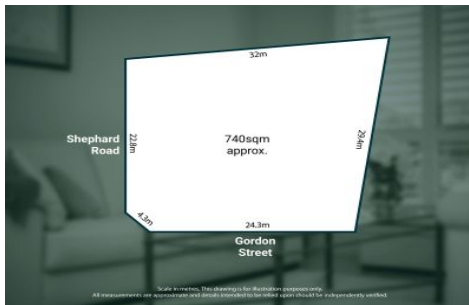 32m
Shephard
Road
22.8m
740sqm
approx.
29.4m
4.3m
24.3m
Gordon
Street
Scale in metres. This drawing is for illustration purposes only.
All measurements are approximate and details intended to be relied upon should be independently verified.